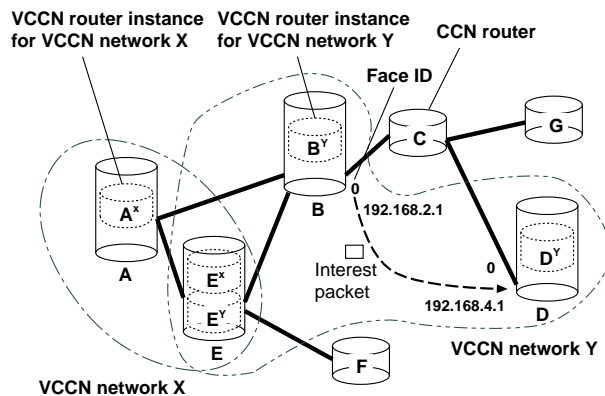 VCCN router instance
for VCCN network X
VCCN router instance
for VCCN network Y
CCN router
Face ID
C
G
B^Y
B
0
192.168.2.1
A^x
A
E^X
E^Y
E
Interest
packet
0
192.168.4.1
D^Y
D
F
VCCN network X
VCCN network Y